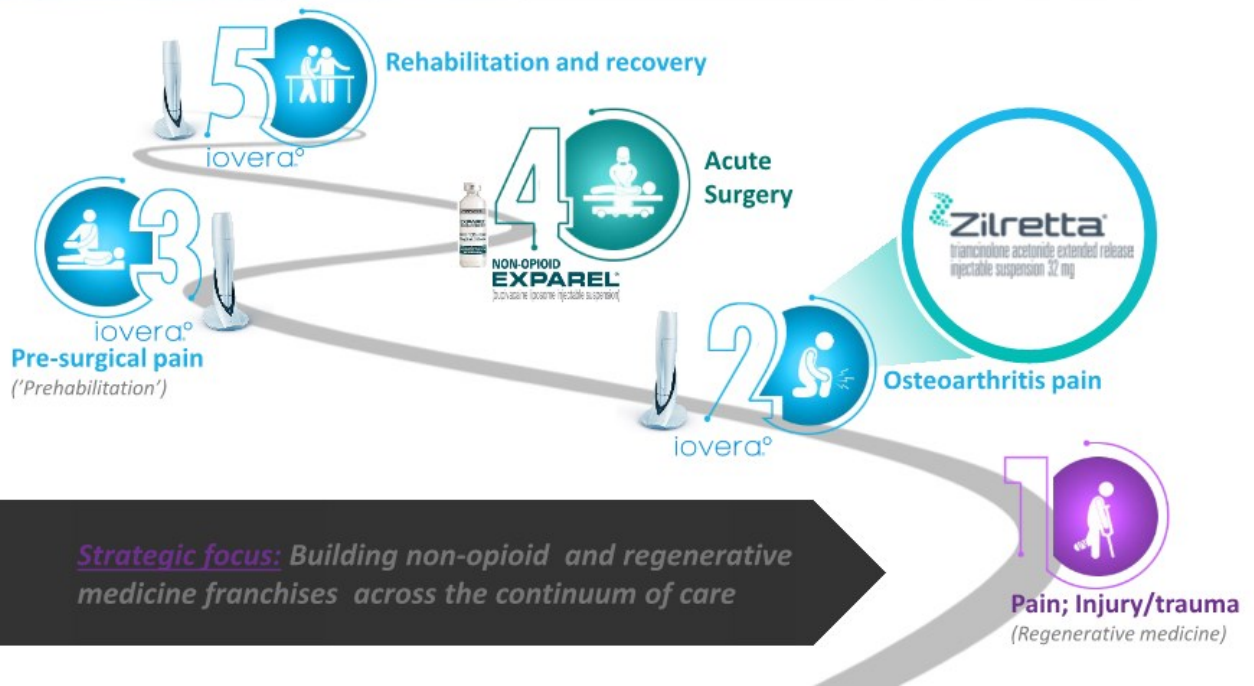 5
Rehabilitation and recovery
iovera°
4
Acute
Surgery
EXPAREL
NON-OPIOID
EXPAREL®
(bupivacaine liposome injectable suspension)
Zilretta®
triamcinolone acetonide extended release
injectable suspension 32 mg
3
iovera°
Pre-surgical pain
('Prehabilitation')
2
Osteoarthritis pain
iovera°
1
Pain; Injury/trauma
(Regenerative medicine)
Strategic focus: Building non-opioid and regenerative
medicine franchises across the continuum of care